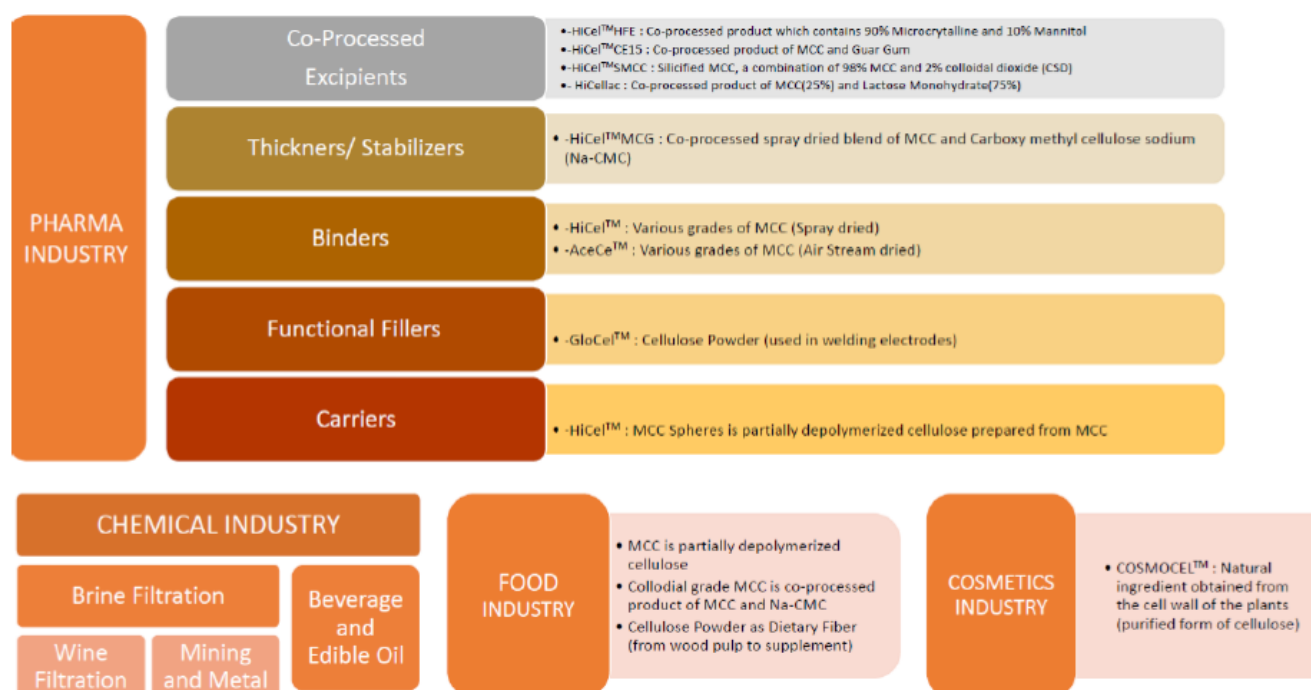 PHARMA
INDUSTRY
Co-Processed
Excipients
•-HiCel™HFE : Co-processed product which contains 90% Microcrytalline and 10% Mannitol
•-HiCel™CE15 : Co-processed product of MCC and Guar Gum
•-HiCel™SMCC : Silicified MCC, a combination of 98% MCC and 2% colloidal dioxide (CSD)
•- HiCellac : Co-processed product of MCC(25%) and Lactose Monohydrate(75%)
Thickners/ Stabilizers
• -HiCel™MCG : Co-processed spray dried blend of MCC and Carboxy methyl cellulose sodium
(Na-CMC)
Binders
• -HiCel™ : Various grades of MCC (Spray dried)
• -AceCe™ : Various grades of MCC (Air Stream dried)
Functional Fillers
• -GloCel™ : Cellulose Powder (used in welding electrodes)
Carriers
• -HiCel™ : MCC Spheres is partially depolymerized cellulose prepared from MCC
CHEMICAL INDUSTRY
Brine Filtration
Wine
Filtration
Mining
and Metal
Beverage
and
Edible Oil
FOOD
INDUSTRY
• MCC is partially depolymerized
cellulose
• Collodial grade MCC is co-processed
product of MCC and Na-CMC
• Cellulose Powder as Dietary Fiber
(from wood pulp to supplement)
COSMETICS
INDUSTRY
• COSMOCEL™ : Natural
ingredient obtained from
the cell wall of the plants
(purified form of cellulose)